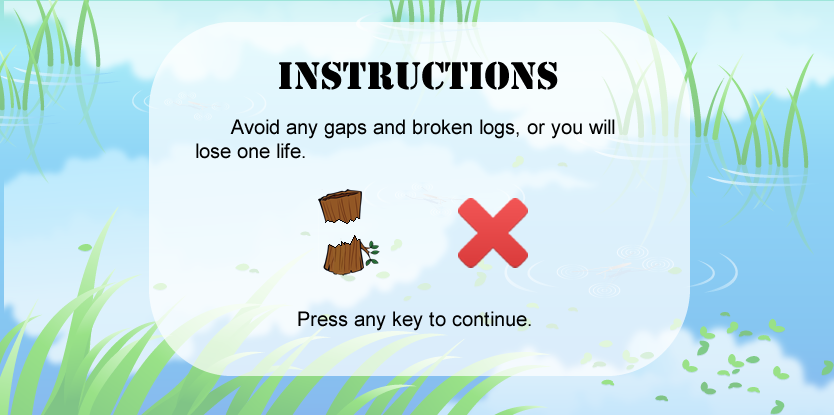 INSTRUCTIONS
Avoid any gaps and broken logs, or you will
lose one life.
Press any key to continue.